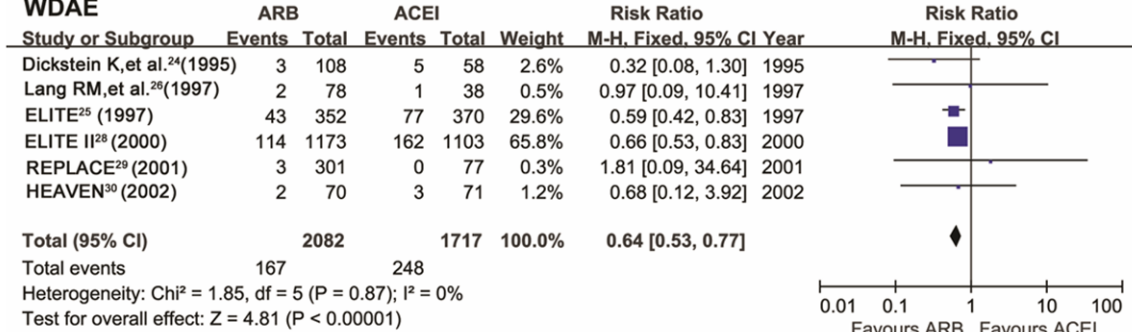 WDAE
ARB ACEI Risk Ratio Risk Ratio
Study or Subgroup Events Total Events Total Weight M-H, Fixed, 95% CI Year M-H, Fixed, 95% CI
Dickstein K,et al.²⁴(1995) 3 108 5 58 2.6% 0.32 [0.08, 1.30] 1995
Lang RM,et al.²⁶(1997) 2 78 1 38 0.5% 0.97 [0.09, 10.41] 1997
ELITE²⁵ (1997) 43 352 77 370 29.6% 0.59 [0.42, 0.83] 1997
ELITE II²⁸ (2000) 114 1173 162 1103 65.8% 0.66 [0.53, 0.83] 2000
REPLACE²⁹ (2001) 3 301 0 77 0.3% 1.81 [0.09, 34.64] 2001
HEAVEN³⁰ (2002) 2 70 3 71 1.2% 0.68 [0.12, 3.92] 2002
Total (95% CI) 2082 1717 100.0% 0.64 [0.53, 0.77]
Total events 167 248
Heterogeneity: Chi² = 1.85, df = 5 (P = 0.87); I² = 0%
Test for overall effect: Z = 4.81 (P < 0.00001)
0.01 0.1 1 10 100
Favours ARB Favours ACEI